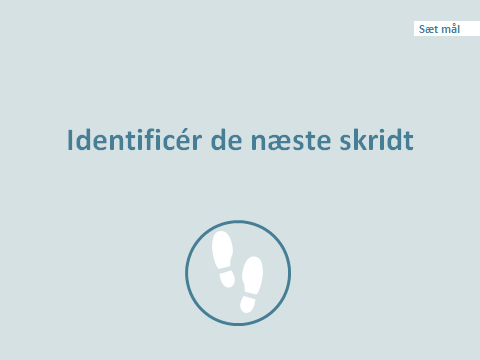 Sæt mål
Identificér de næste skridt